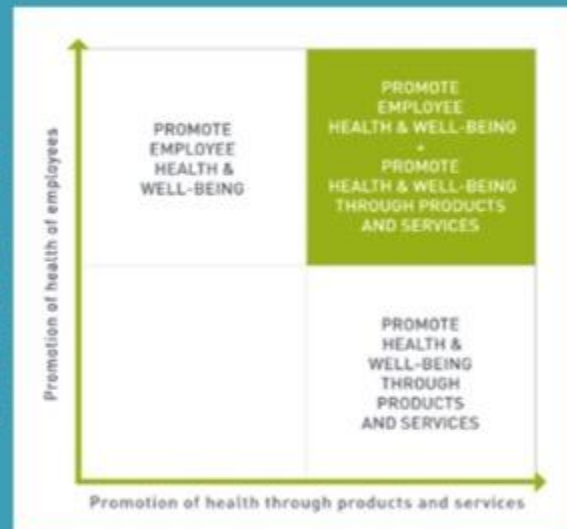 Promotion of health of employees
PROMOTE
EMPLOYEE
HEALTH &
WELL-BEING
PROMOTE
EMPLOYEE
HEALTH & WELL-BEING
+
PROMOTE
HEALTH & WELL-BEING
THROUGH PRODUCTS
AND SERVICES
PROMOTE
HEALTH &
WELL-BEING
THROUGH
PRODUCTS
AND SERVICES
Promotion of health through products and services